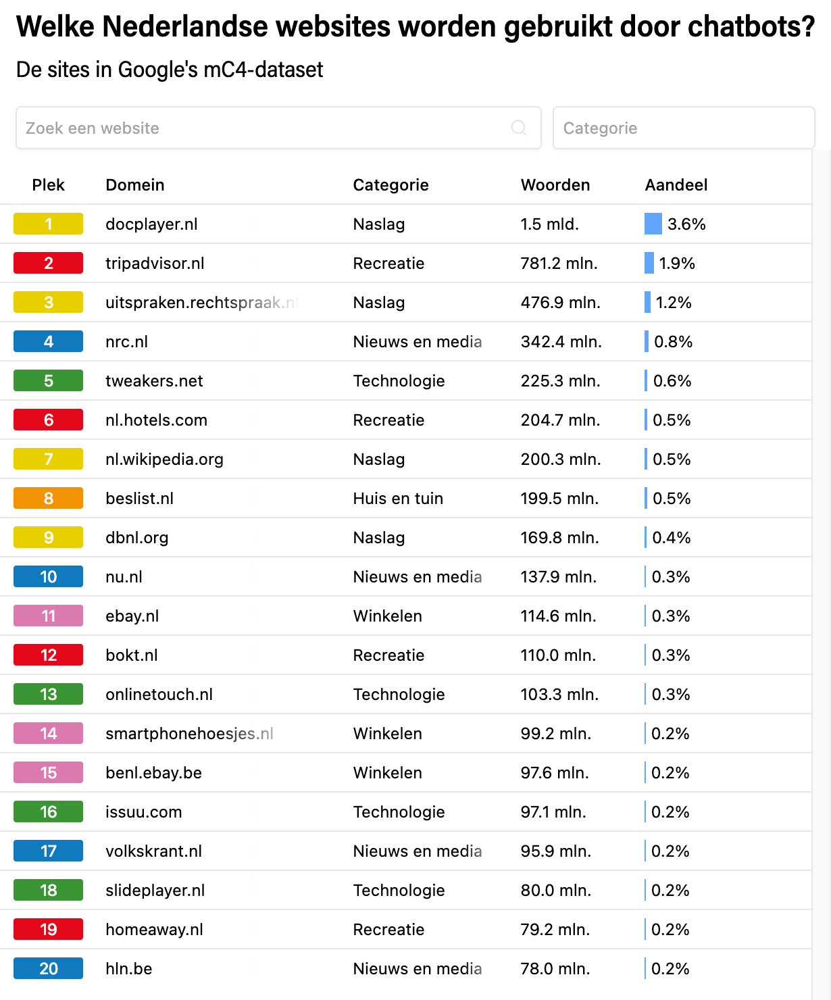 Welke Nederlandse websites worden gebruikt door chatbots?
De sites in Google's mC4-dataset
Zoek een website Categorie
Plek Domein Categorie Woorden Aandeel
1 docplayer.nl Naslag 1.5 mld. 3.6%
2 tripadvisor.nl Recreatie 781.2 mln. 1.9%
3 uitspraken.rechtspraak.nl Naslag 476.9 mln. 1.2%
4 nrc.nl Nieuws en media 342.4 mln. 0.8%
5 tweakers.net Technologie 225.3 mln. 0.6%
6 nl.hotels.com Recreatie 204.7 mln. 0.5%
7 nl.wikipedia.org Naslag 200.3 mln. 0.5%
8 beslist.nl Huis en tuin 199.5 mln. 0.5%
9 dbnl.org Naslag 169.8 mln. 0.4%
10 nu.nl Nieuws en media 137.9 mln. 0.3%
11 ebay.nl Winkelen 114.6 mln. 0.3%
12 bokt.nl Recreatie 110.0 mln. 0.3%
13 onlinetouch.nl Technologie 103.3 mln. 0.3%
14 smartphonehoesjes.nl Winkelen 99.2 mln. 0.2%
15 benl.ebay.be Winkelen 97.6 mln. 0.2%
16 issuu.com Technologie 97.1 mln. 0.2%
17 volkskrant.nl Nieuws en media 95.9 mln. 0.2%
18 slideplayer.nl Technologie 80.0 mln. 0.2%
19 homeaway.nl Recreatie 79.2 mln. 0.2%
20 hln.be Nieuws en media 78.0 mln. 0.2%